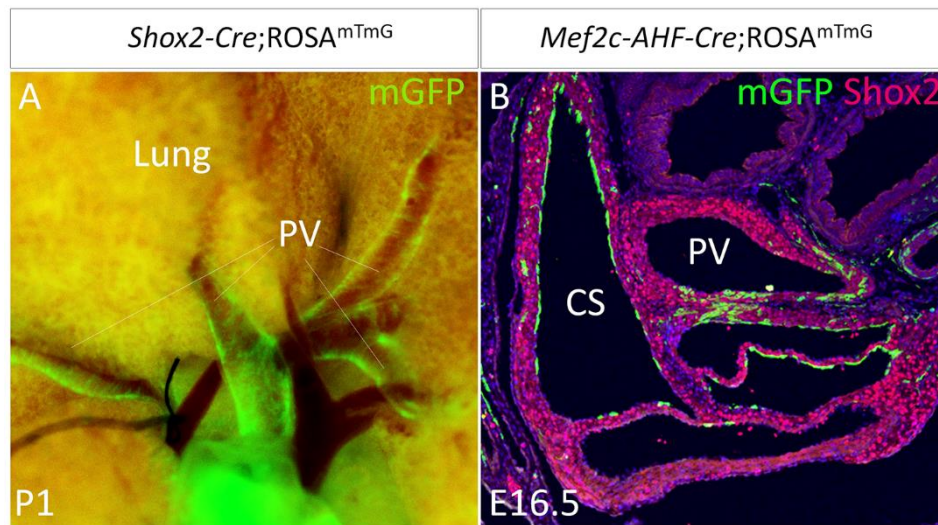 Shox2-Cre;ROSAmTmG
Mef2c-AHF-Cre;ROSAmTmG
A
mGFP
Lung
PV
P1
B
mGFP Shox2
PV
CS
E16.5